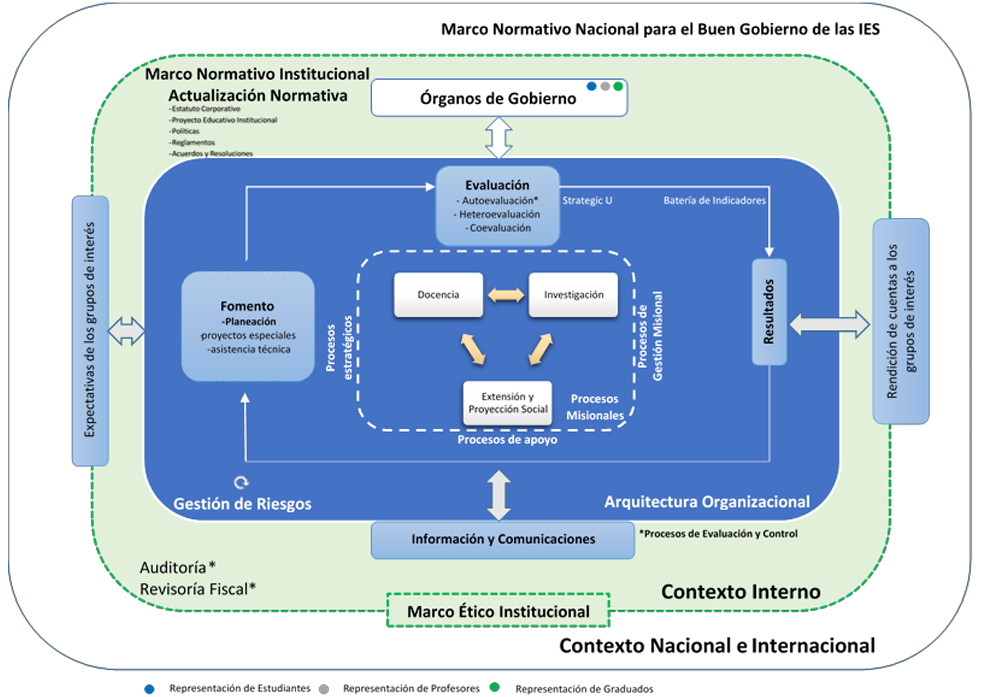 Marco Normativo Nacional para el Buen Gobierno de las IES
Marco Normativo Institucional
Actualización Normativa
-Estatuto Corporativo
-Proyecto Educativo Institucional
-Políticas
-Reglamentos
-Acuerdos y Resoluciones
Órganos de Gobierno
Evaluación
- Autoevaluación*
- Heteroevaluación
- Coevaluación
Strategic U
Batería de Indicadores
Expectativas de los grupos de interés
Fomento
-Planeación
-proyectos especiales
-asistencia técnica
Procesos
estratégicos
Docencia
Investigación
Extensión y
Proyección Social
Procesos
Misionales
Procesos de
Gestión Misional
Resultados
Rendición de cuentas a los
grupos de interés
Procesos de apoyo
Gestión de Riesgos
Arquitectura Organizacional
Información y Comunicaciones
*Procesos de Evaluación y Control
Auditoría*
Revisoría Fiscal*
Contexto Interno
Marco Ético Institucional
Contexto Nacional e Internacional
Representación de Estudiantes
Representación de Profesores
Representación de Graduados